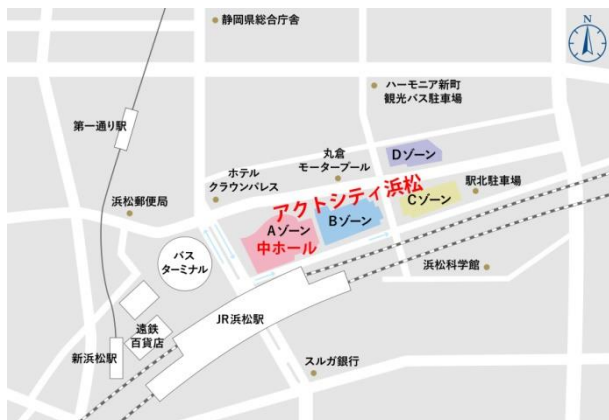 静岡県総合庁舎
N
ハーモニア新町
観光バス駐車場
第一通り駅
丸倉
モータープール
Dゾーン
ホテル
クラウンパレス
駅北駐車場
アクトシティ浜松
Cゾーン
浜松郵便局
Bゾーン
Aゾーン
中ホール
バス
ターミナル
浜松科学館
JR浜松駅
遠鉄
百貨店
新浜松駅
スルガ銀行